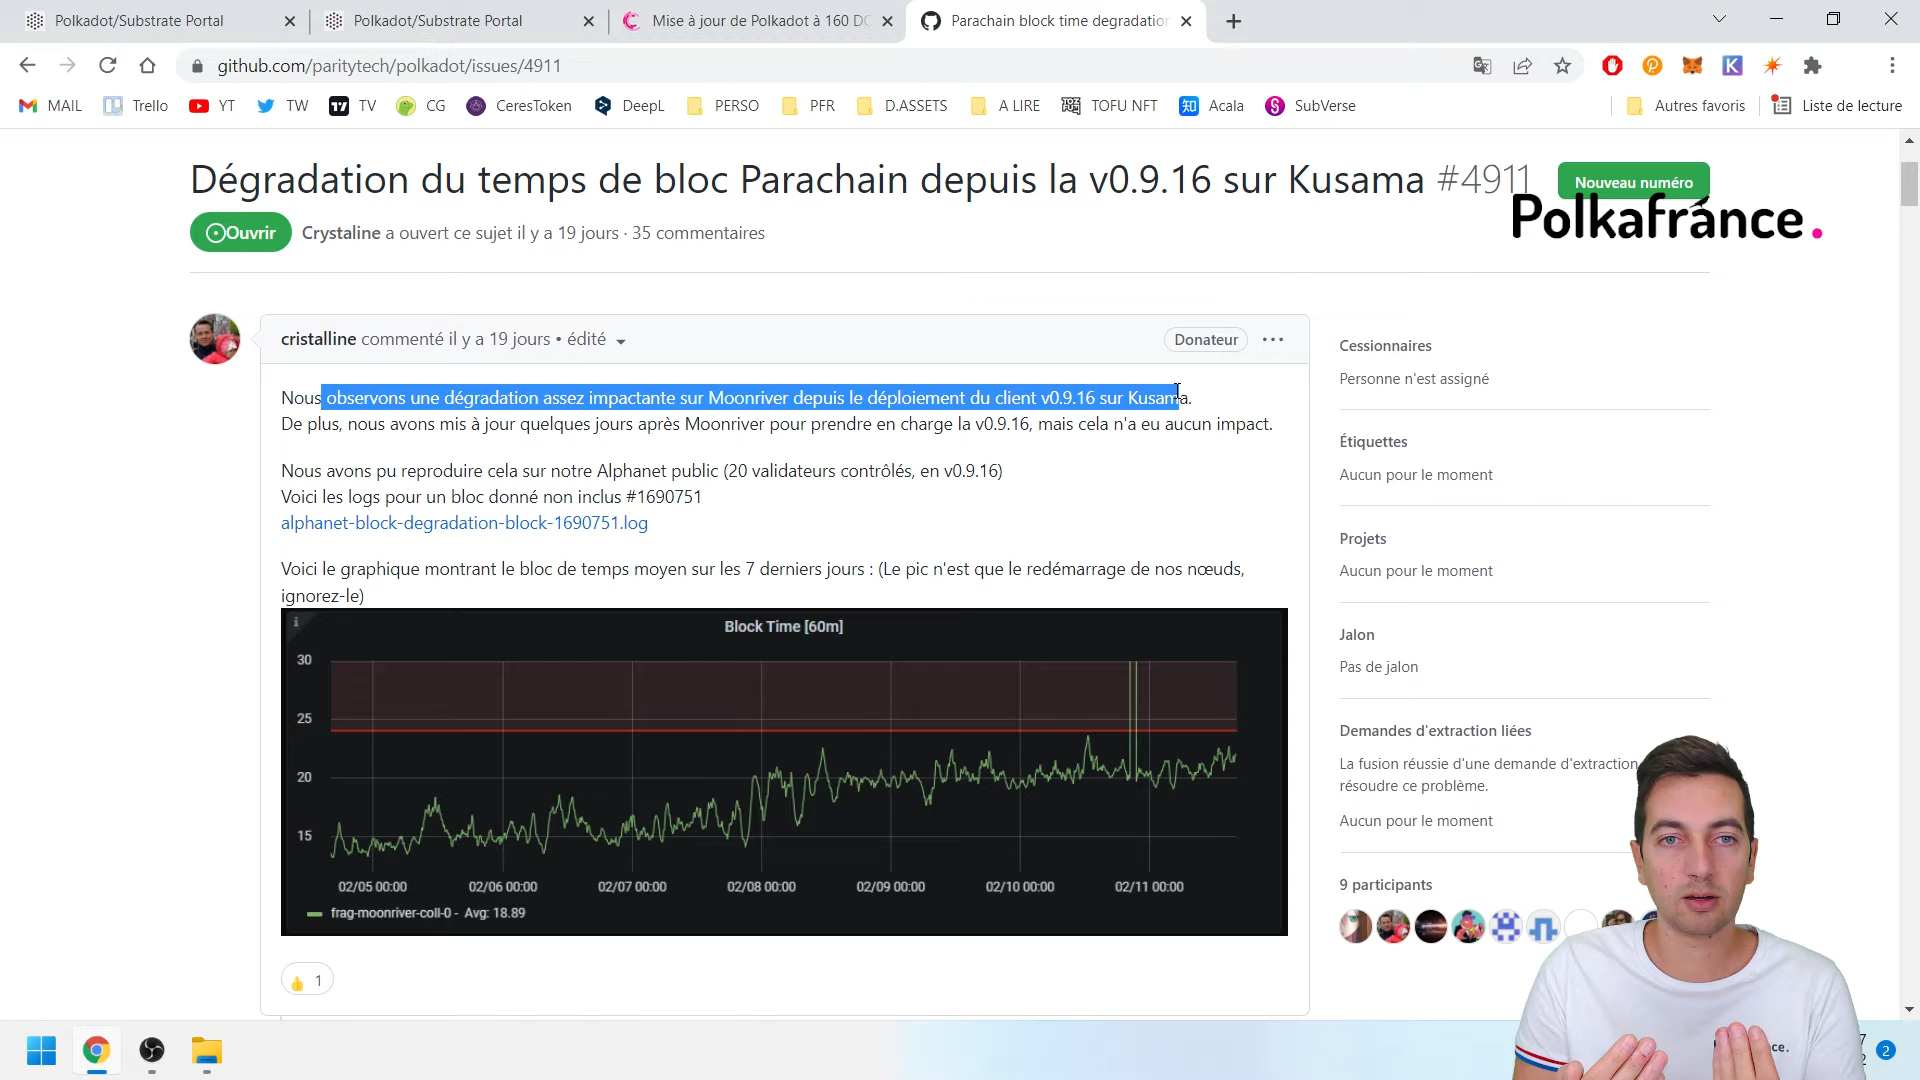 Polkadot/Substrate Portal
Polkadot/Substrate Portal
Mise à jour de Polkadot à 160 DO
Parachain block time degradation
github.com/paritytech/polkadot/issues/4911
MAIL
Trello
YT
TW
TV
CG
CeresToken
DeepL
PERSO
PFR
D.ASSETS
A LIRE
TOFU NFT
Acala
SubVerse
Autres favoris
Liste de lecture
Dégradation du temps de bloc Parachain depuis la v0.9.16 sur Kusama #4911
Nouveau numéro
Polkafrance.
Ouvrir
Crystaline a ouvert ce sujet il y a 19 jours · 35 commentaires
cristalline commenté il y a 19 jours • édité
Donateur
Nous observons une dégradation assez impactante sur Moonriver depuis le déploiement du client v0.9.16 sur Kusama.
De plus, nous avons mis à jour quelques jours après Moonriver pour prendre en charge la v0.9.16, mais cela n'a eu aucun impact.
Nous avons pu reproduire cela sur notre Alphanet public (20 validateurs contrôlés, en v0.9.16)
Voici les logs pour un bloc donné non inclus #1690751
alphanet-block-degradation-block-1690751.log
Voici le graphique montrant le bloc de temps moyen sur les 7 derniers jours : (Le pic n'est que le redémarrage de nos nœuds,
ignorez-le)
Block Time [60m]
30
25
20
15
02/05 00:00
02/06 00:00
02/07 00:00
02/08 00:00
02/09 00:00
02/10 00:00
02/11 00:00
frag-moonriver-coll-0 - Avg: 18.89
1
Cessionnaires
Personne n'est assigné
Étiquettes
Aucun pour le moment
Projets
Aucun pour le moment
Jalon
Pas de jalon
Demandes d'extraction liées
La fusion réussie d'une demande d'extraction
résoudre ce problème.
Aucun pour le moment
9 participants
2